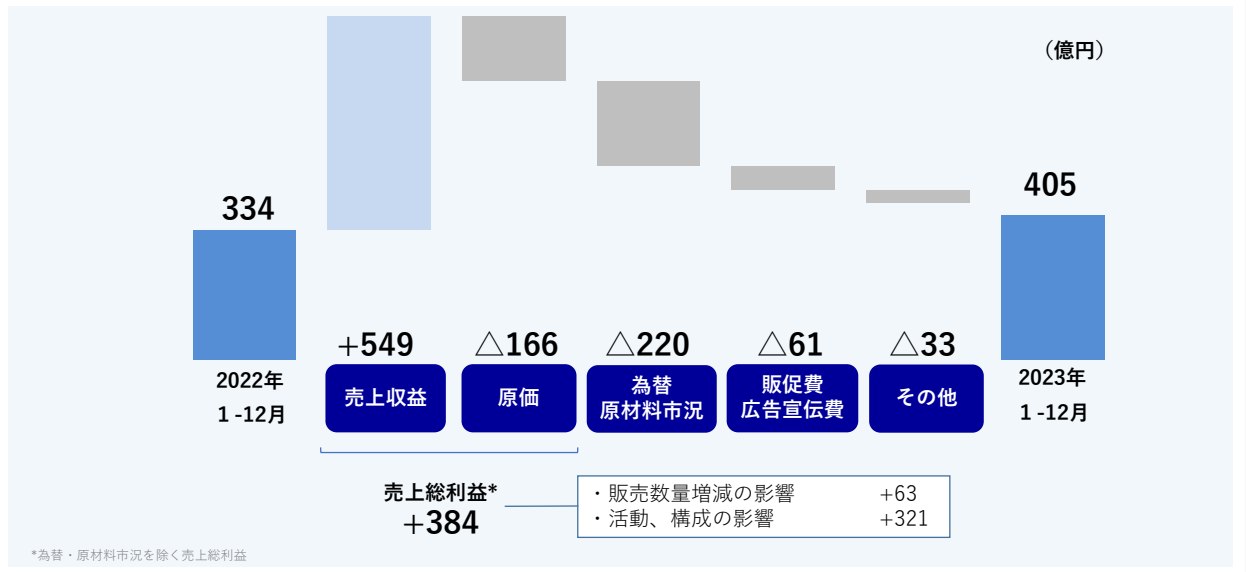 （億円）
334
405
+549
△166
△220
△61
△33
2022年
1 -12月
売上収益
原価
為替
原材料市況
販促費
広告宣伝費
その他
2023年
1 -12月
売上総利益*
+384
・販売数量増減の影響 +63
・活動、構成の影響 +321
*為替・原材料市況を除く売上総利益